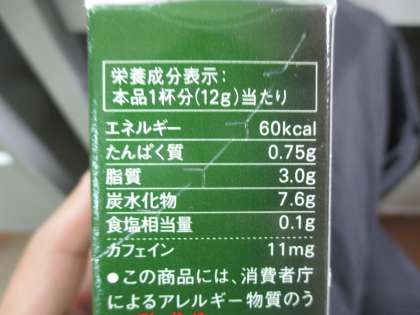 栄養成分表示:
本品1杯分(12g)当たり
エネルギー 60kcal
たんぱく質 0.75g
脂質 3.0g
炭水化物 7.6g
食塩相当量 0.1g
カフェイン 11mg
●この商品には、消費者庁
によるアレルギー物質のう